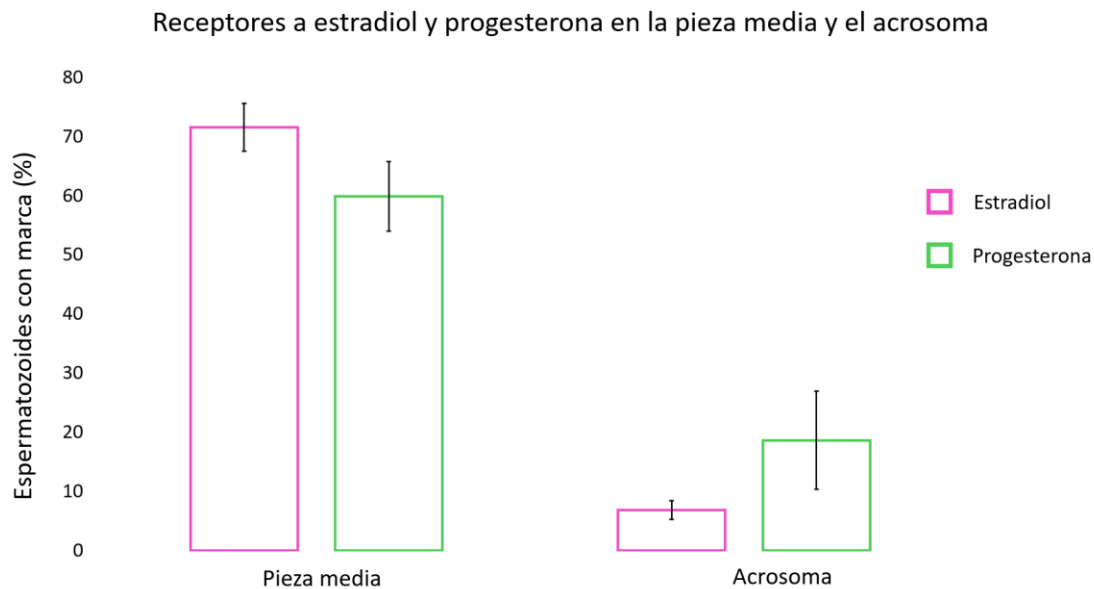 Receptores a estradiol y progesterona en la pieza media y el acrosoma
Espermatozoides con marca (%)
80
70
60
50
40
30
20
10
0
Pieza media
Acrosoma
Estradiol
Progesterona